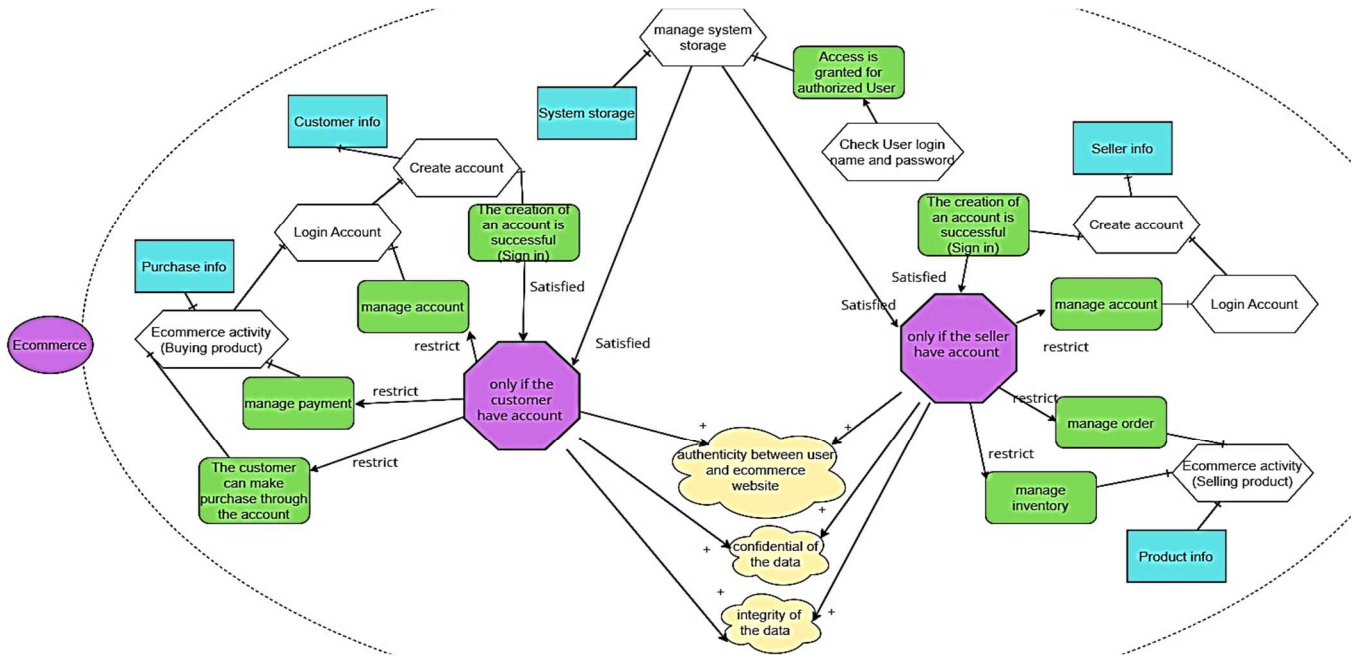 manage system
storage
Access is
granted for
authorized User
System storage
Check User login
name and password
Customer info
Create account
The creation of
an account is
successful
(Sign in)
Login Account
Purchase info
manage account
Satisfied
Ecommerce
Ecommerce activity
(Buying product)
restrict
Satisfied
only if the
customer
have account
manage payment
restrict
The customer
can make
purchase through
the account
restrict
Seller info
The creation of
an account is
successful
(Sign in)
Create account
Satisfied
Satisfied
manage account
Login Account
only if the seller
have account
restrict
restrict
manage order
restrict
manage
inventory
Ecommerce activity
(Selling product)
Product info
+
+
authenticity between user
and ecommerce
website
+
+
confidential of
the data
+
+
integrity of
the data